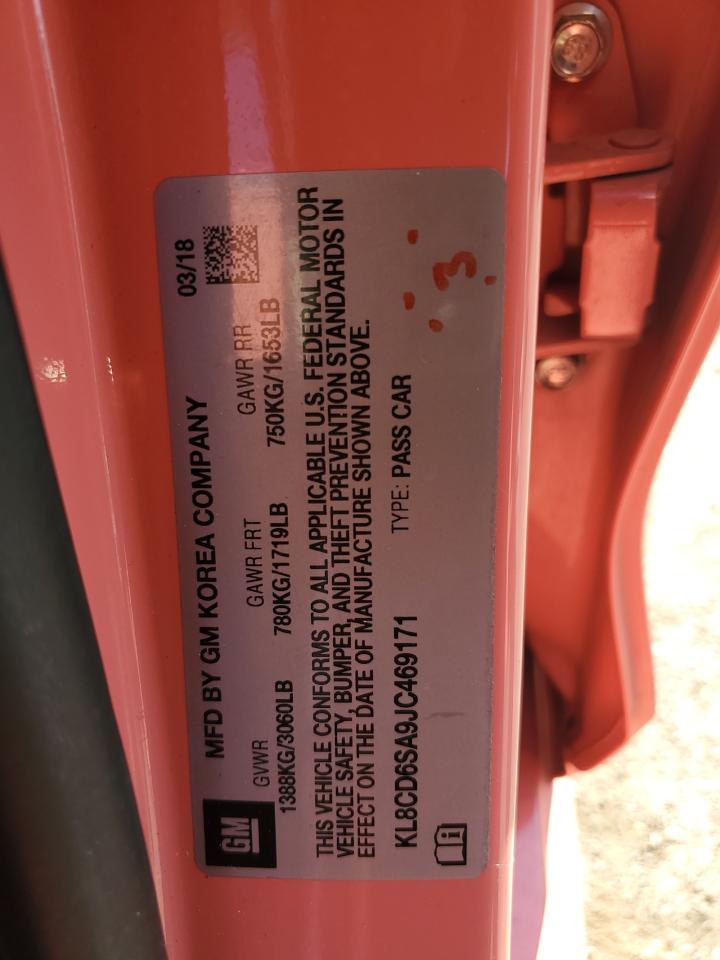 MFD BY GM KOREA COMPANY 03/18
GM
GVWR GAWR FRT GAWR RR
1388KG/3060LB 780KG/1719LB 750KG/1653LB
THIS VEHICLE CONFORMS TO ALL APPLICABLE U.S. FEDERAL MOTOR
VEHICLE SAFETY, BUMPER, AND THEFT PREVENTION STANDARDS IN
EFFECT ON THE DATE OF MANUFACTURE SHOWN ABOVE.
KL8CD6SA9JC469171 TYPE: PASS CAR
3